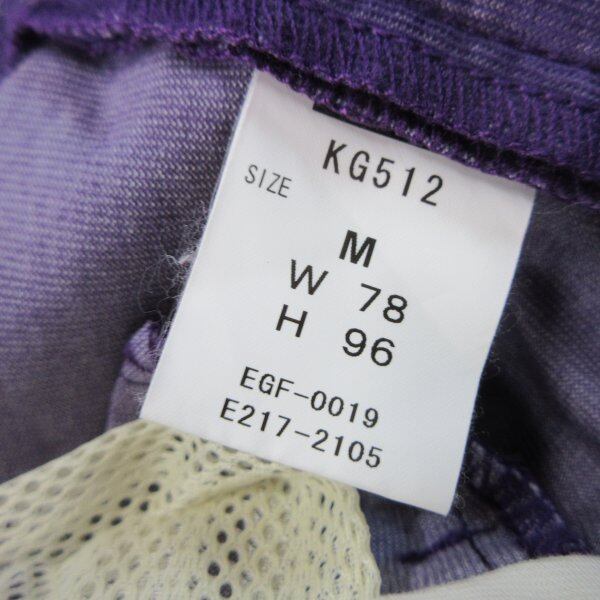 KG512
SIZE
M
W 78
H 96
EGF-0019
E217-2105